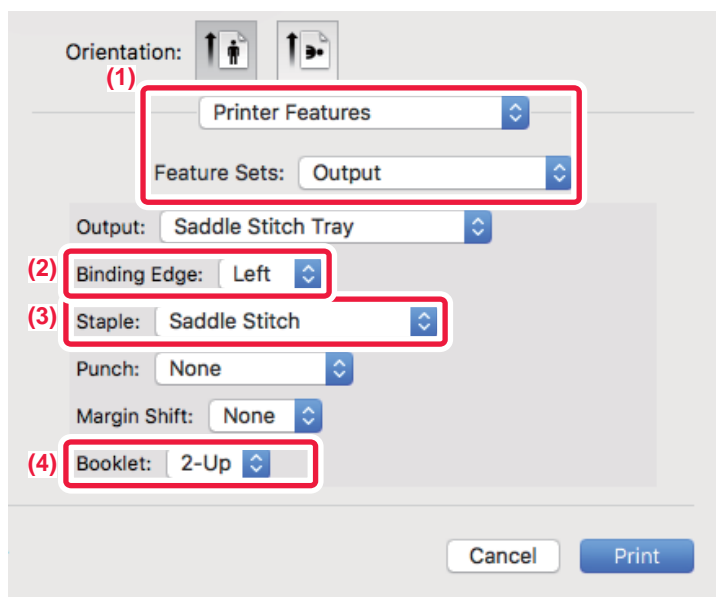 Orientation:
(1)
Printer Features
Feature Sets: Output
Output: Saddle Stitch Tray
(2) Binding Edge: Left
(3) Staple: Saddle Stitch
Punch: None
Margin Shift: None
(4) Booklet: 2-Up
Cancel Print